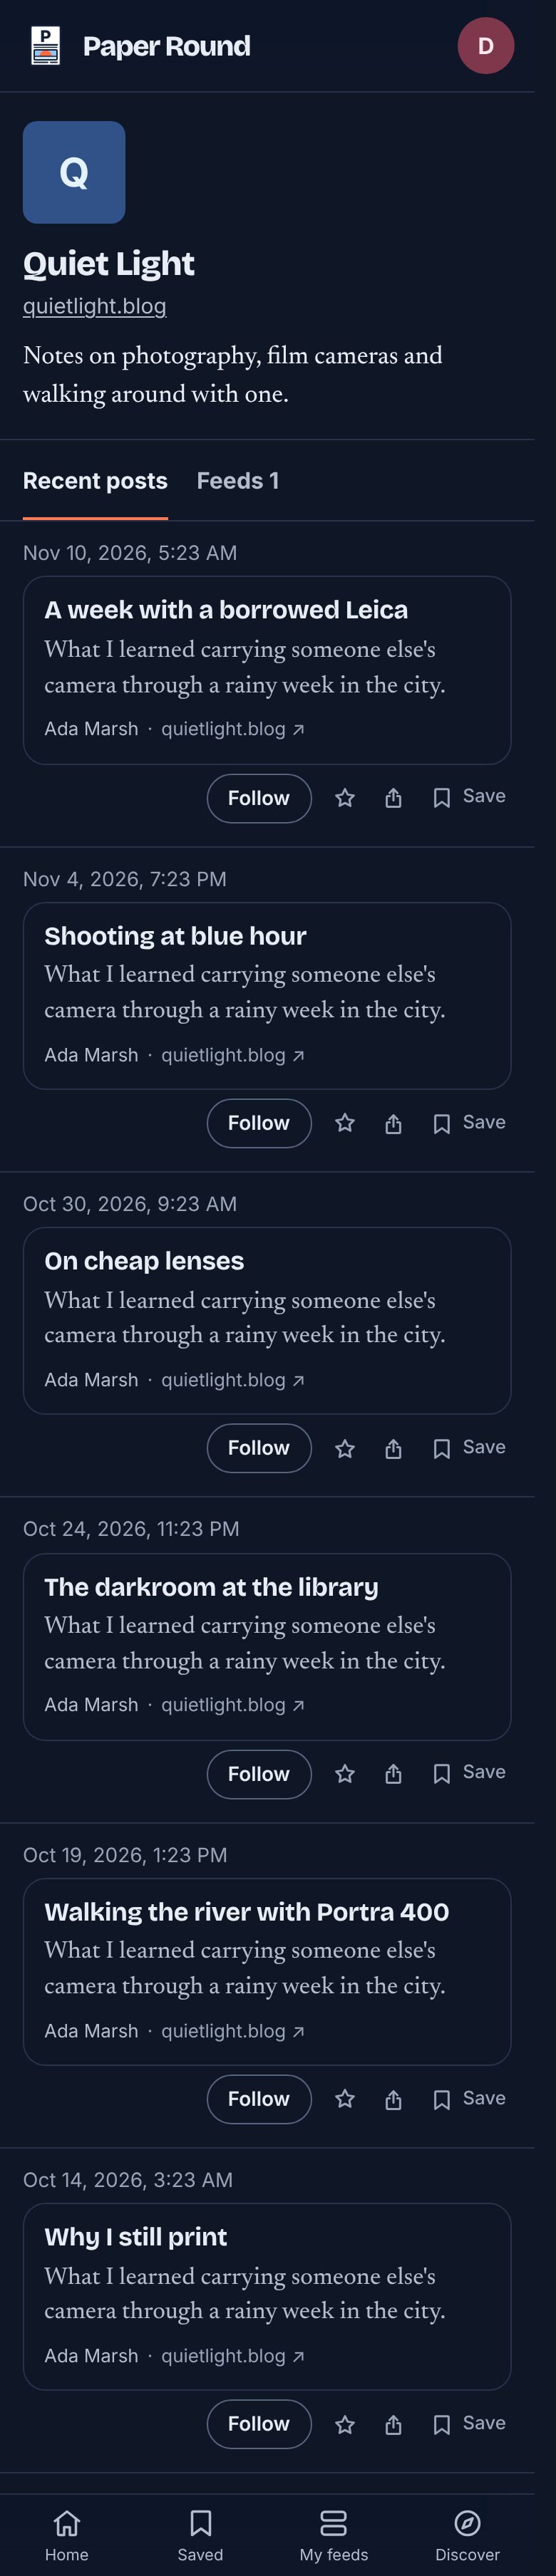 P
Paper Round
D
Q
Quiet Light
quietlight.blog
Notes on photography, film cameras and
walking around with one.
Recent posts
Feeds 1
Nov 10, 2026, 5:23 AM
A week with a borrowed Leica
What I learned carrying someone else's
camera through a rainy week in the city.
Ada Marsh · quietlight.blog ↗
Follow
Save
Nov 4, 2026, 7:23 PM
Shooting at blue hour
What I learned carrying someone else's
camera through a rainy week in the city.
Ada Marsh · quietlight.blog ↗
Follow
Save
Oct 30, 2026, 9:23 AM
On cheap lenses
What I learned carrying someone else's
camera through a rainy week in the city.
Ada Marsh · quietlight.blog ↗
Follow
Save
Oct 24, 2026, 11:23 PM
The darkroom at the library
What I learned carrying someone else's
camera through a rainy week in the city.
Ada Marsh · quietlight.blog ↗
Follow
Save
Oct 19, 2026, 1:23 PM
Walking the river with Portra 400
What I learned carrying someone else's
camera through a rainy week in the city.
Ada Marsh · quietlight.blog ↗
Follow
Save
Oct 14, 2026, 3:23 AM
Why I still print
What I learned carrying someone else's
camera through a rainy week in the city.
Ada Marsh · quietlight.blog ↗
Follow
Save
Home
Saved
My feeds
Discover